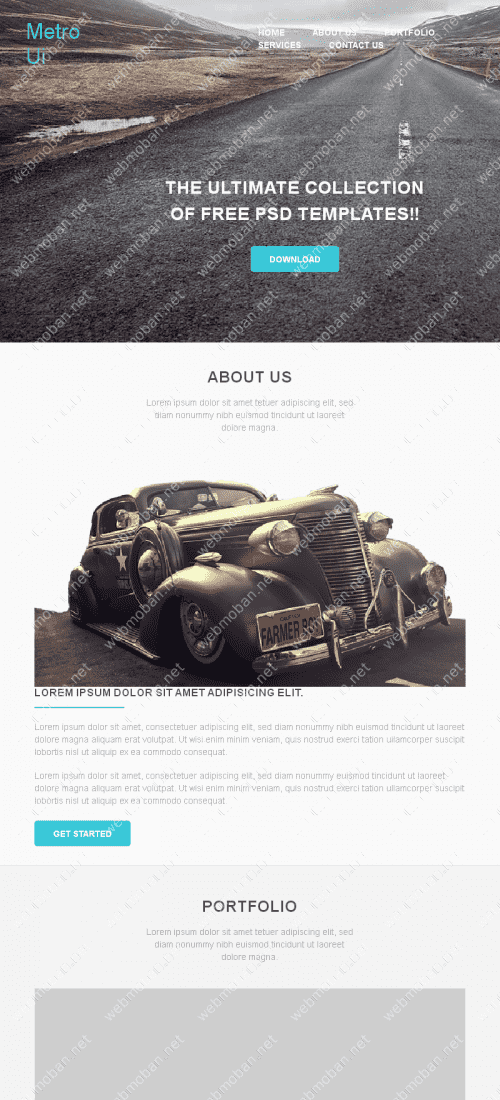 Metro
Ui
HOME ABOUT US PORTFOLIO
SERVICES CONTACT US
THE ULTIMATE COLLECTION
OF FREE PSD TEMPLATES!!
DOWNLOAD
ABOUT US
Lorem ipsum dolor sit amet tetuer adipiscing elit, sed
diam nonummy nibh euismod tincidunt ut laoreet
dolore magna.
FARMER
LOREM IPSUM DOLOR SIT AMET ADIPISICING ELIT.
Lorem ipsum dolor sit amet, consectetuer adipiscing elit, sed diam nonummy nibh euismod tincidunt ut laoreet
dolore magna aliquam erat volutpat. Ut wisi enim minim veniam, quis nostrud exerci tation ullamcorper suscipit
lobortis nisl ut aliquip ex ea commodo consequat.
Lorem ipsum dolor sit amet, consectetuer adipiscing elit, sed diam nonummy euismod tincidunt ut laoreet
dolore magna aliquam erat volutpat. Ut wisi enim minim veniam, quis nostrud exerci tation ullamcorper suscipit
lobortis nisl ut aliquip ex ea commodo consequat.
GET STARTED
PORTFOLIO
Lorem ipsum dolor sit amet tetuer adipiscing elit, sed
diam nonummy nibh euismod tincidunt ut laoreet
dolore magna.
webmoban.net